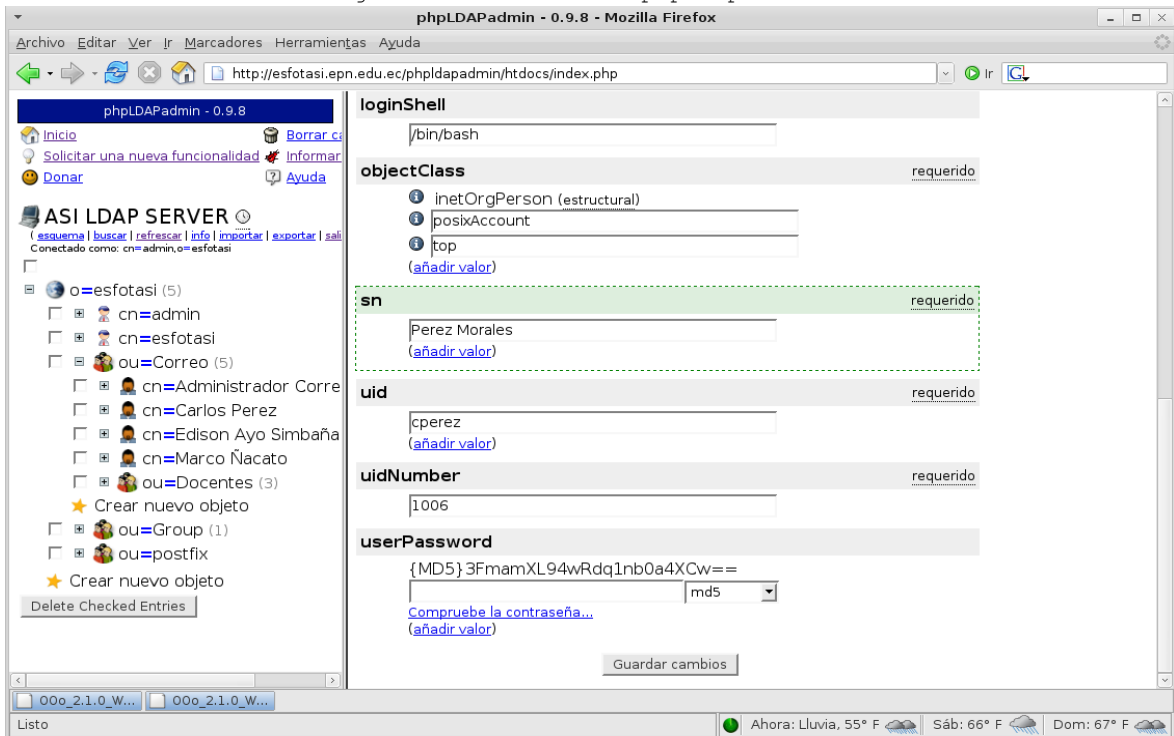 phpLDAPadmin - 0.9.8 - Mozilla Firefox
Archivo Editar Ver Ir Marcadores Herramientas Ayuda
http://esfotasi.epn.edu.ec/phpldapadmin/htdocs/index.php Ir G
phpLDAPadmin - 0.9.8
Inicio Borrar ca
Solicitar una nueva funcionalidad Informar
Donar Ayuda
ASI LDAP SERVER
( esquema | buscar | refrescar | info | importar | exportar | sali
Conectado como: cn=admin,o=esfotasi
o=esfotasi (5)
cn=admin
cn=esfotasi
ou=Correo (5)
cn=Administrador Corre
cn=Carlos Perez
cn=Edison Ayo Simbaña
cn=Marco Ñacato
ou=Docentes (3)
Crear nuevo objeto
ou=Group (1)
ou=postfix
Crear nuevo objeto
Delete Checked Entries
loginShell
/bin/bash
objectClass requerido
inetOrgPerson (estructural)
posixAccount
top
(añadir valor)
sn requerido
Perez Morales
(añadir valor)
uid requerido
cperez
(añadir valor)
uidNumber requerido
1006
userPassword
{MD5}3FmamXL94wRdq1nb0a4XCw==
md5
Compruebe la contraseña...
(añadir valor)
Guardar cambios
OOo_2.1.0_W... OOo_2.1.0_W...
Listo Ahora: Lluvia, 55° F Sáb: 66° F Dom: 67° F